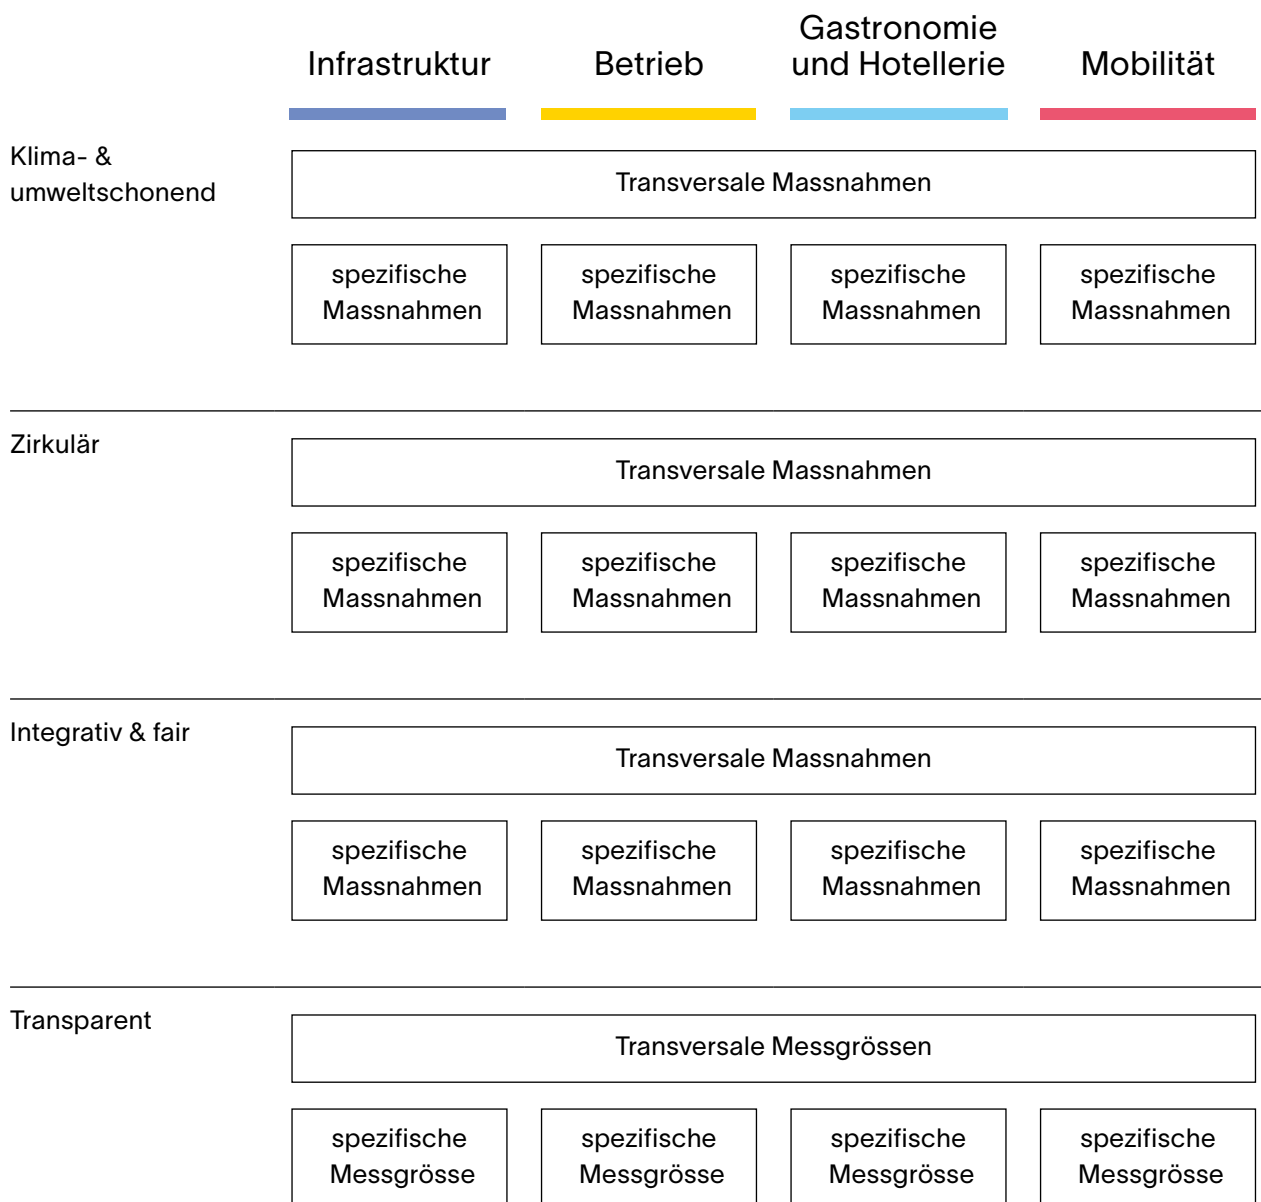 Infrastruktur
Betrieb
Gastronomie
und Hotellerie
Mobilität
Klima- &
umweltschonend
Transversale Massnahmen
spezifische
Massnahmen
spezifische
Massnahmen
spezifische
Massnahmen
spezifische
Massnahmen
Zirkulär
Transversale Massnahmen
spezifische
Massnahmen
spezifische
Massnahmen
spezifische
Massnahmen
spezifische
Massnahmen
Integrativ & fair
Transversale Massnahmen
spezifische
Massnahmen
spezifische
Massnahmen
spezifische
Massnahmen
spezifische
Massnahmen
Transparent
Transversale Messgrössen
spezifische
Messgrösse
spezifische
Messgrösse
spezifische
Messgrösse
spezifische
Messgrösse